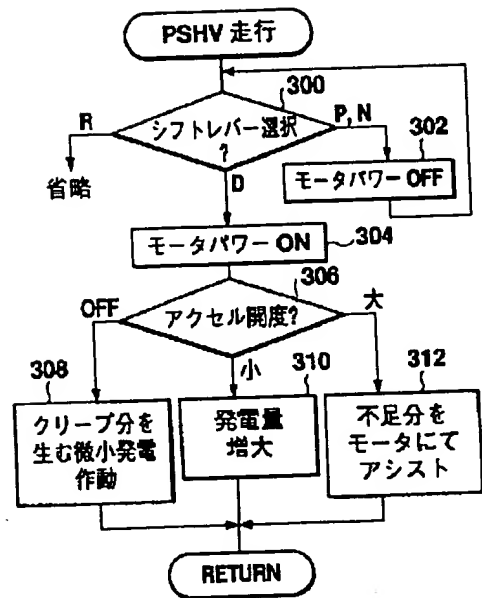 PSHV 走行
300
シフトレバー選択
?
R
P, N
302
省略
D
モータパワー OFF
モータパワー ON
304
306
アクセル開度?
OFF
小
大
308
310
312
クリープ分を
生む微小発電
作動
発電量
増大
不足分を
モータにて
アシスト
RETURN